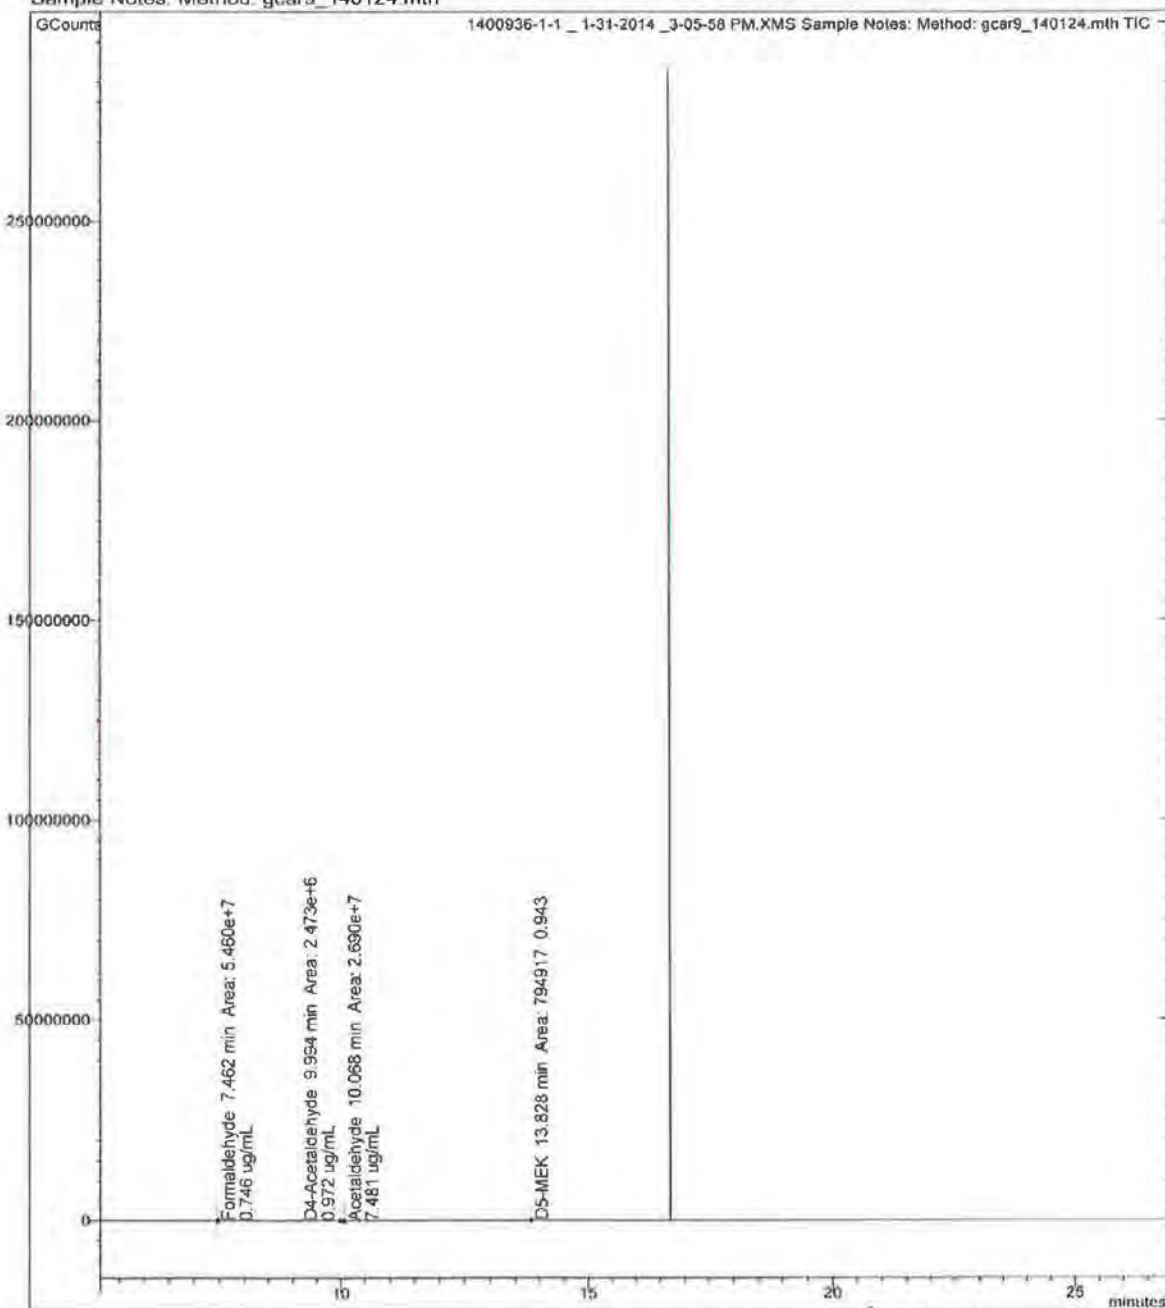 Sample Notes: Method: gcar9_140124.mth
GCounts
1400936-1-1 _ 1-31-2014 _3-05-58 PM.XMS Sample Notes: Method: gcar9_140124.mth TIC
250000000
200000000
150000000
100000000
50000000
0
Formaldehyde 7.462 min Area: 5.460e+7
0.746 ug/mL
D4-Acetaldehyde 9.994 min Area: 2.473e+6
0.972 ug/mL
Acetaldehyde 10.068 min Area: 2.690e+7
7.481 ug/mL
D5-MEK 13.828 min Area: 794917 0.943
10
15
20
25
minutes